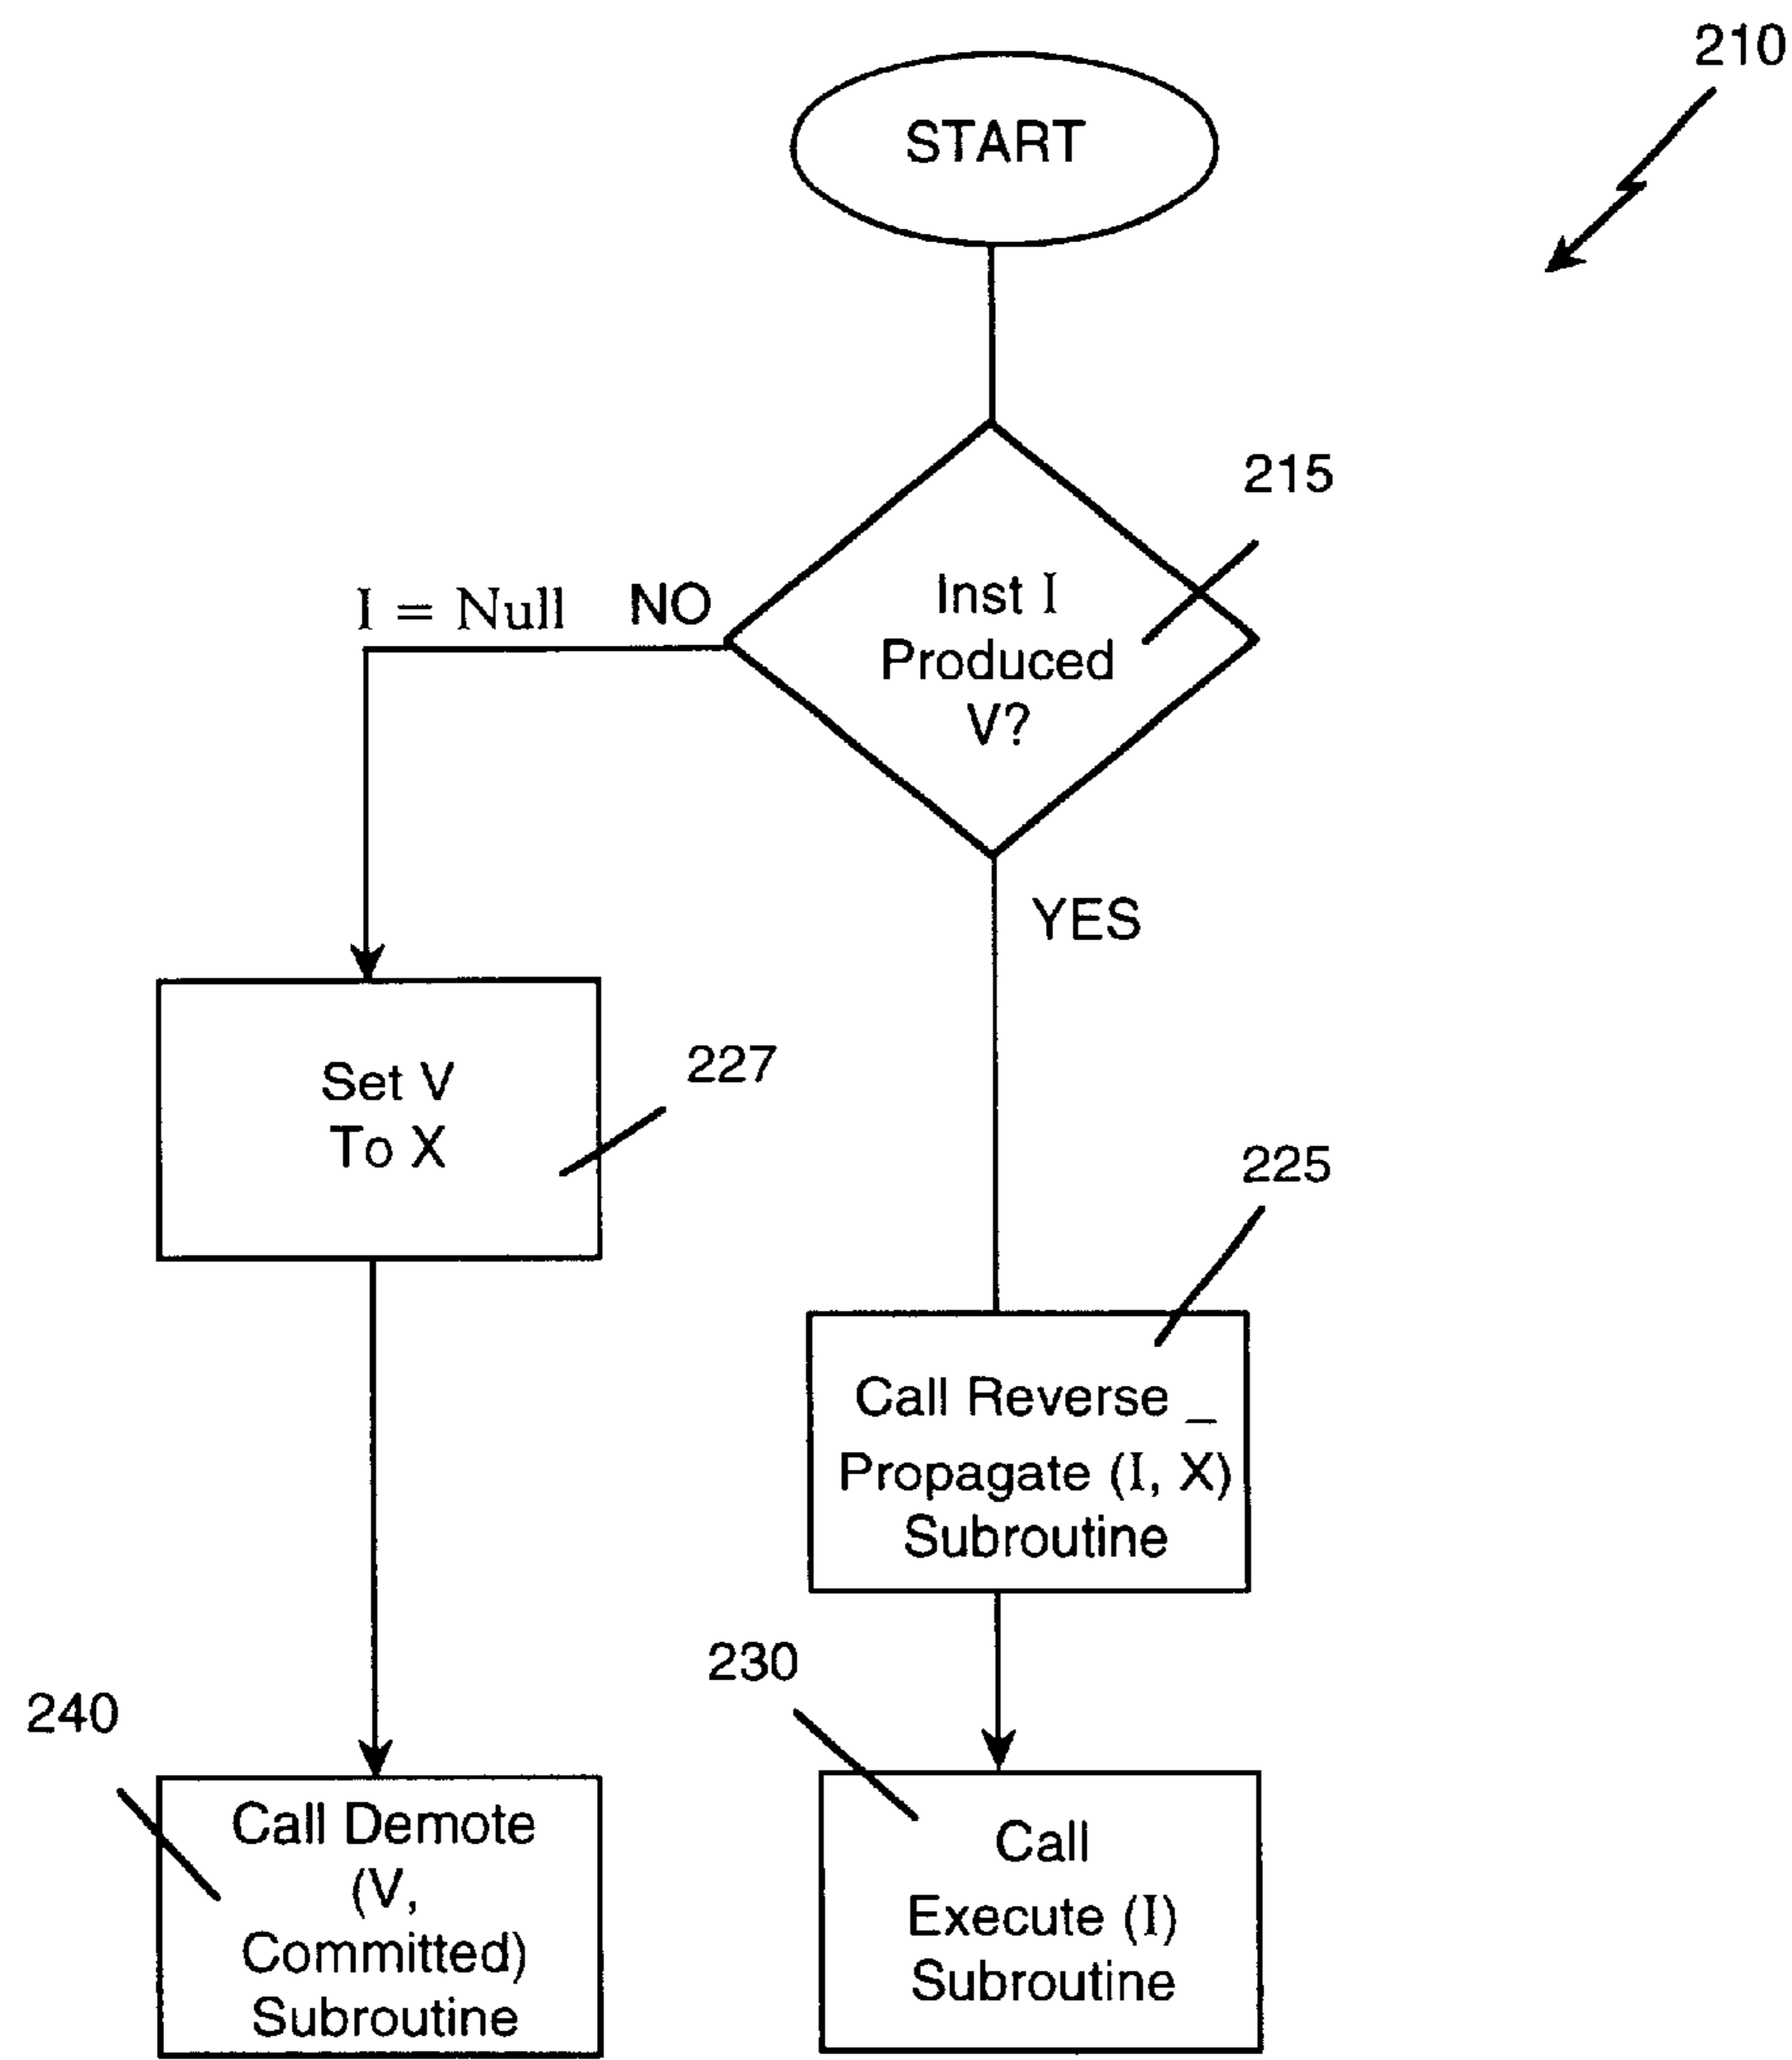 210
START
215
Inst I
Produced
V?
I = Null NO
YES
Set V
To X
227
225
Call Reverse _
Propagate (I, X)
Subroutine
230
240
Call Demote
(V,
Committed)
Subroutine
Call
Execute (I)
Subroutine